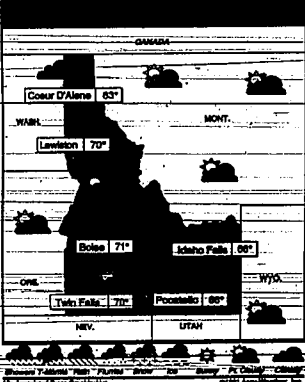 CANADA
Coeur D'Alene 63°
WASH.
MONT.
Lewiston 70°
Boise 71°
Idaho Falls 66°
ORE.
WYO.
Twin Falls 70°
Pocatello 66°
NEV.
UTAH
Showers T-storms Rain Flurries Snow Ice Sunny Pt. Cloudy Cloudy